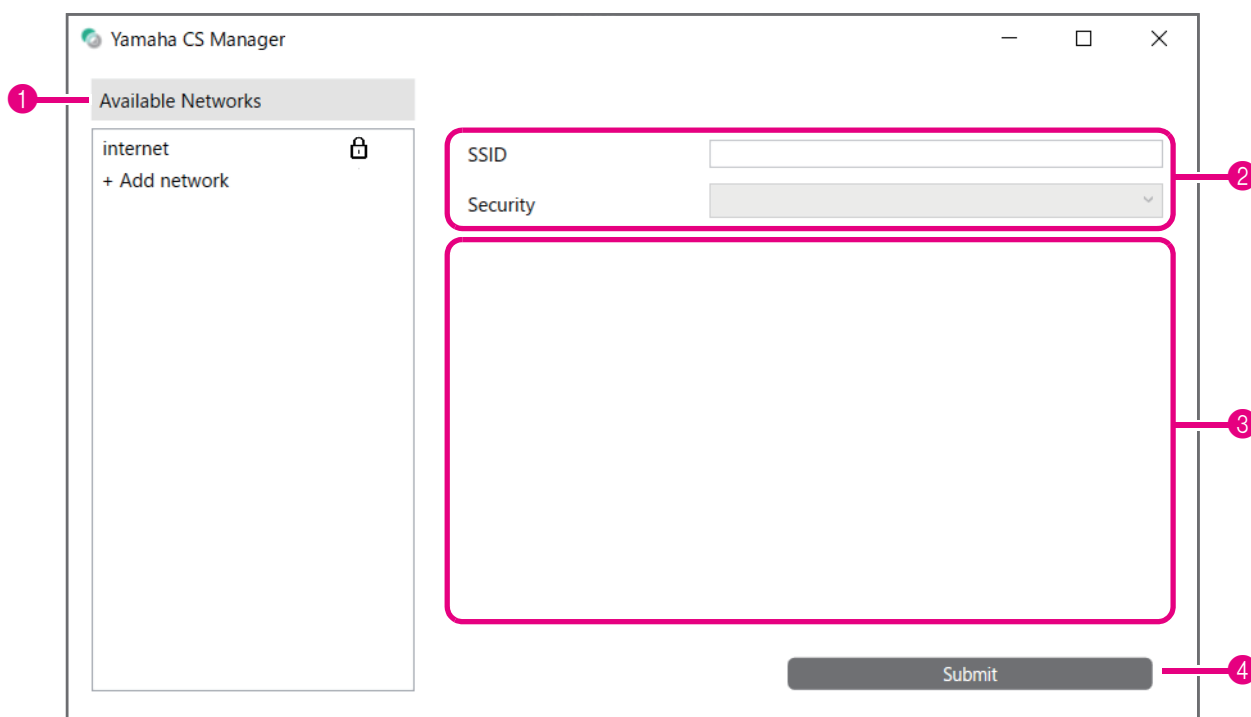 Yamaha CS Manager
1
Available Networks
internet
+ Add network
SSID
Security
2
3
Submit
4